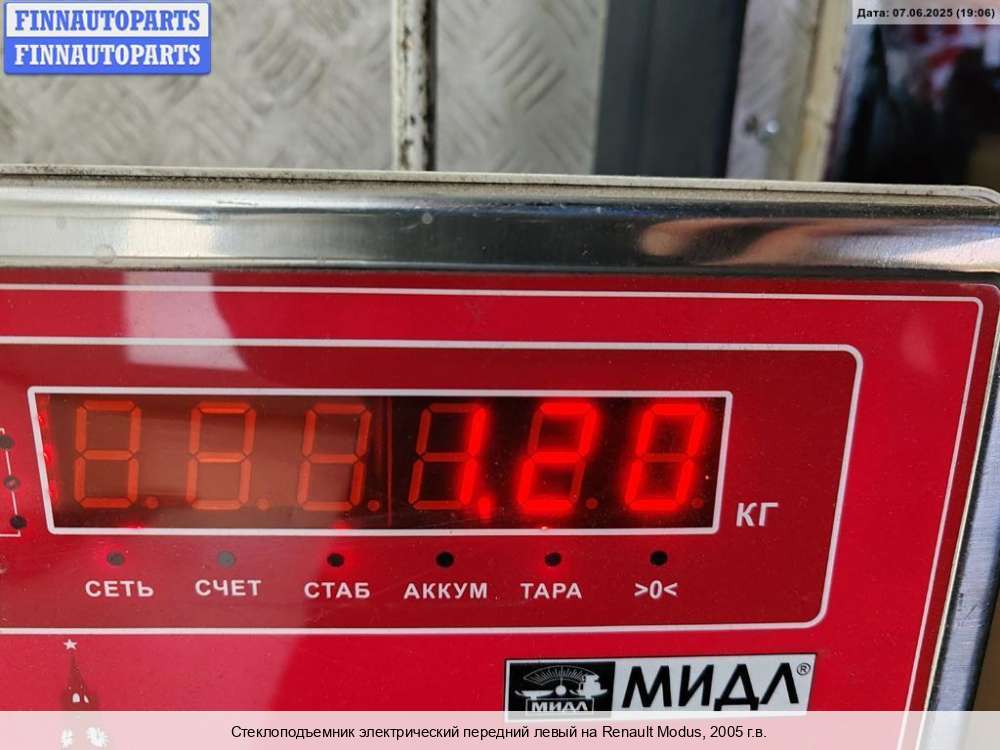 FINNAUTOPARTS
FINNAUTOPARTS
Дата: 07.06.2025 (19:06)
1.20 КГ
СЕТЬ СЧЕТ СТАБ АККУМ ТАРА >0<
МИДЛ
МИДЛ®
Стеклоподъемник электрический передний левый на Renault Modus, 2005 г.в.